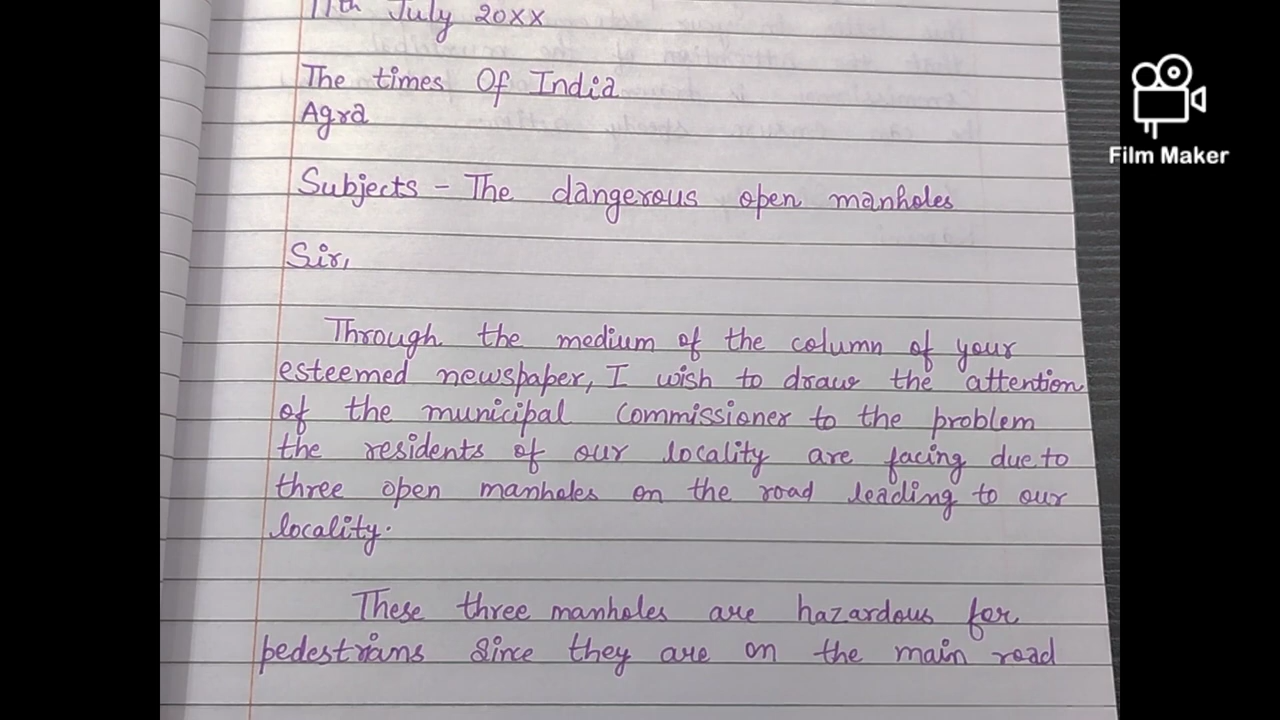 11th July 20XX
The times Of India
Agra
Subjects - The dangerous open manholes
Sir,
Through the medium of the column of your
esteemed newspaper, I wish to draw the attention
of the municipal Commissioner to the problem
the residents of our locality are facing due to
three open manholes on the road leading to our
locality.
These three manholes are hazardous for
pedestrians Since they are on the main road
Film Maker